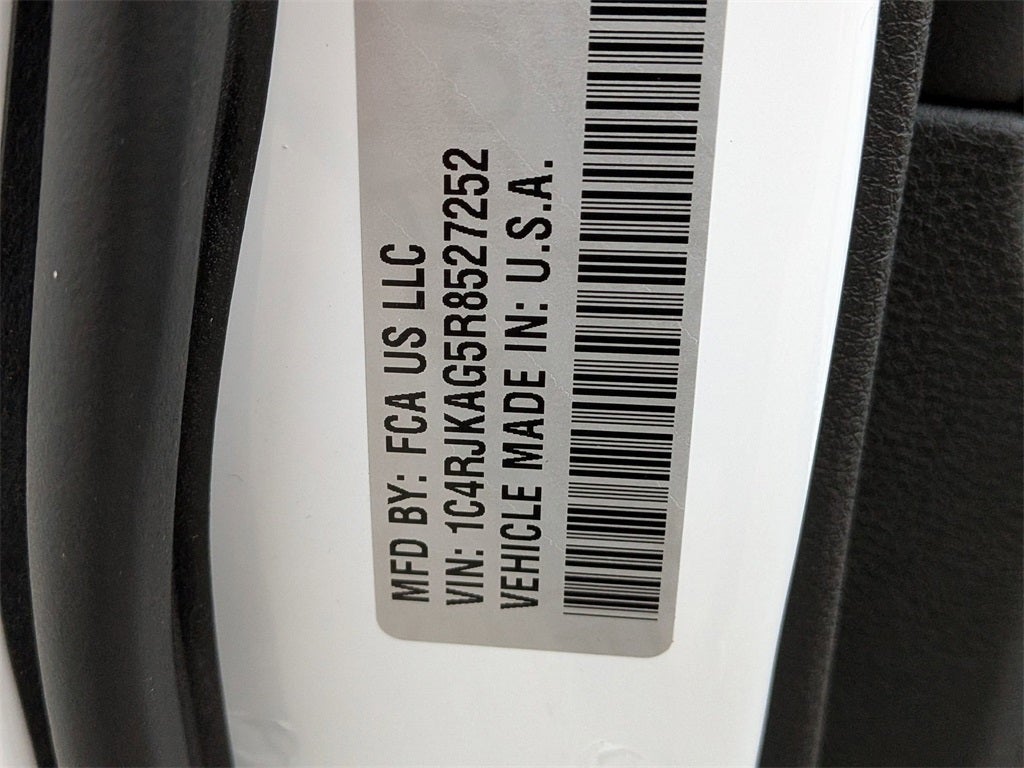 MFD BY: FCA US LLC
VIN: 1C4RJKAG5R8527252
VEHICLE MADE IN: U.S.A.